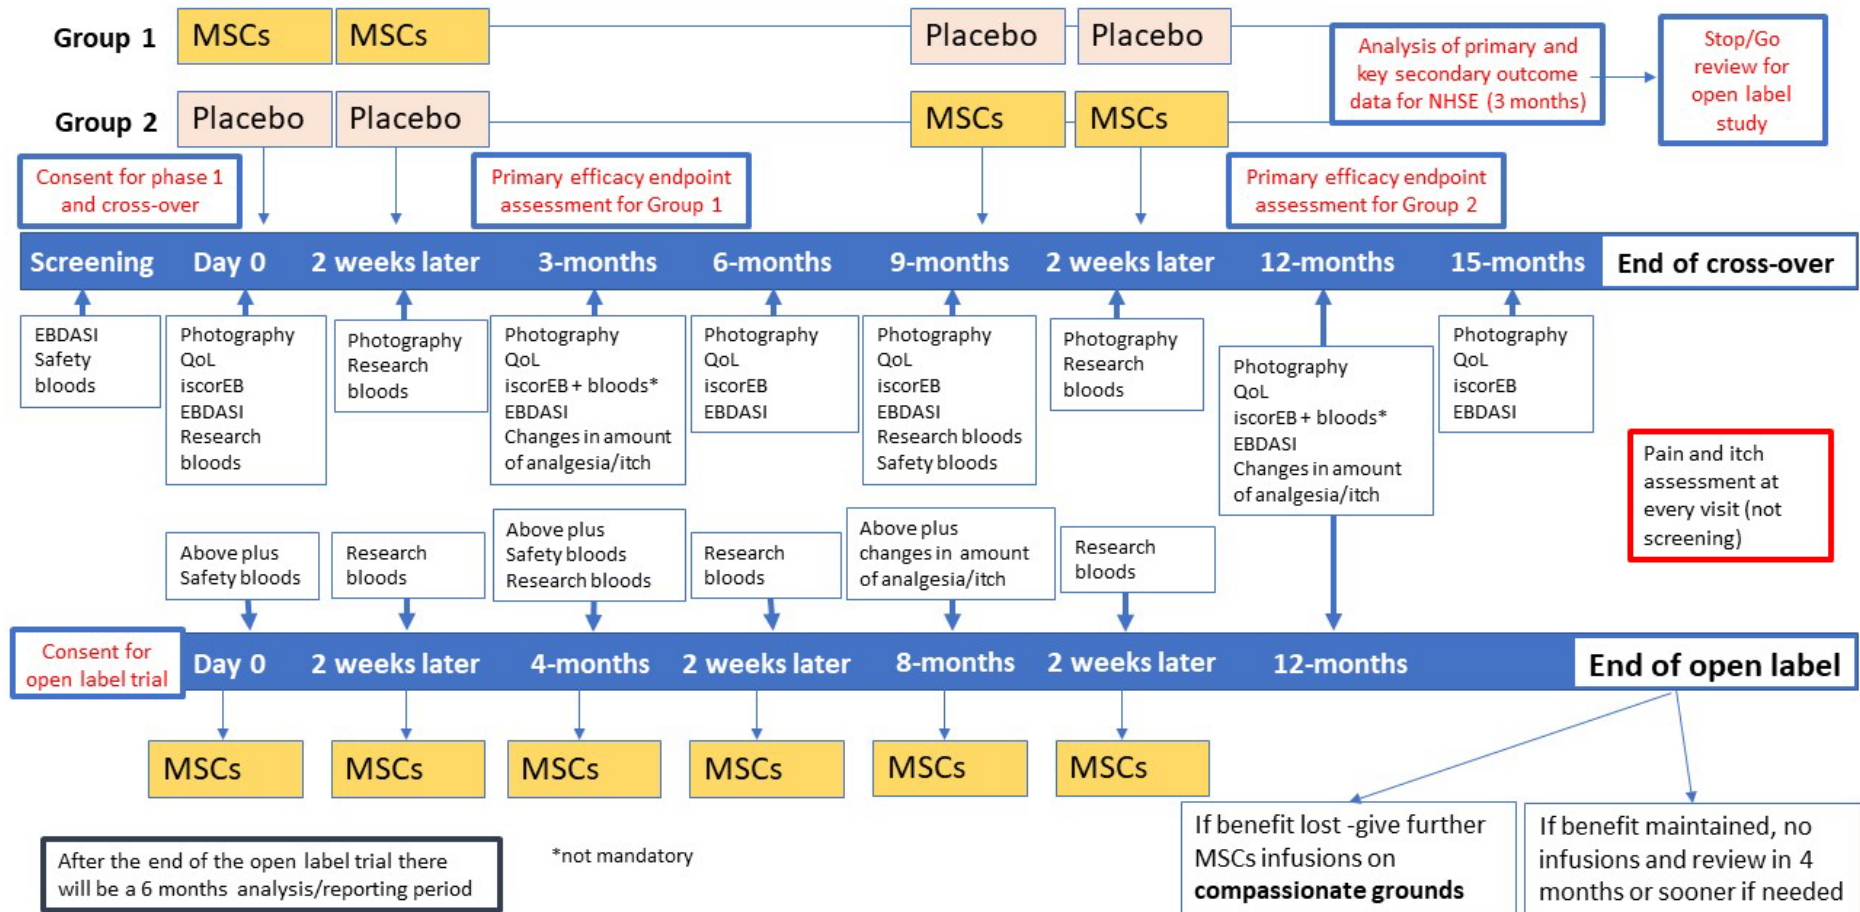 Group 1
MSCs
MSCs
Placebo
Placebo
Group 2
Placebo
Placebo
MSCs
MSCs
Analysis of primary and
key secondary outcome
data for NHSE (3 months)
Stop/Go
review for
open label
study
Consent for phase 1
and cross-over
Primary efficacy endpoint
assessment for Group 1
Primary efficacy endpoint
assessment for Group 2
Screening
Day 0
2 weeks later
3-months
6-months
9-months
2 weeks later
12-months
15-months
End of cross-over
EBDASI
Safety
bloods
Photography
QoL
iscorEB
EBDASI
Research
bloods
Photography
Research
bloods
Photography
QoL
iscorEB + bloods*
EBDASI
Changes in amount
of analgesia/itch
Photography
QoL
iscorEB
EBDASI
Photography
QoL
iscorEB
EBDASI
Research bloods
Safety bloods
Photography
Research
bloods
Photography
QoL
iscorEB + bloods*
EBDASI
Changes in amount
of analgesia/itch
Photography
QoL
iscorEB
EBDASI
Pain and itch
assessment at
every visit (not
screening)
Above plus
Safety bloods
Research
bloods
Above plus
Safety bloods
Research bloods
Research
bloods
Above plus
changes in amount
of analgesia/itch
Research
bloods
Consent for
open label trial
Day 0
2 weeks later
4-months
2 weeks later
8-months
2 weeks later
12-months
End of open label
MSCs
MSCs
MSCs
MSCs
MSCs
MSCs
If benefit lost -give further
MSCs infusions on
compassionate grounds
If benefit maintained, no
infusions and review in 4
months or sooner if needed
After the end of the open label trial there
will be a 6 months analysis/reporting period
*not mandatory